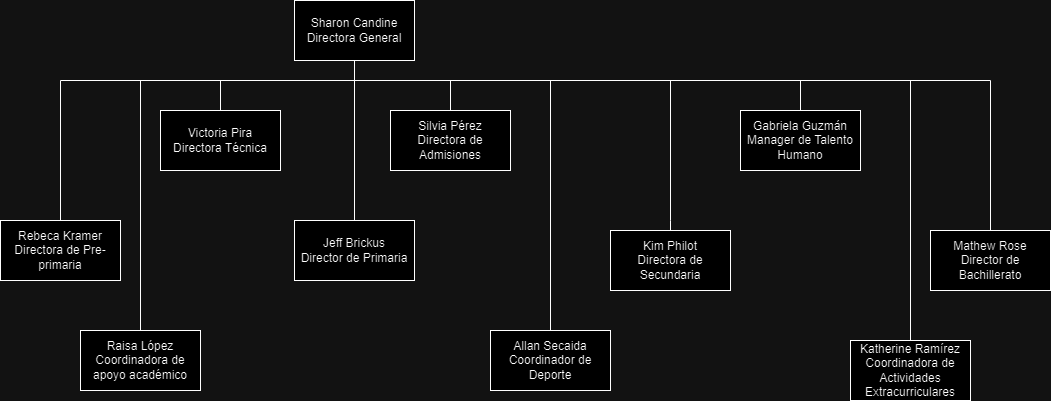 Sharon Candine
Directora General
Victoria Pira
Directora Técnica
Silvia Pérez
Directora de
Admisiones
Gabriela Guzmán
Manager de Talento
Humano
Rebeca Kramer
Directora de Pre-
primaria
Jeff Brickus
Director de Primaria
Kim Philot
Directora de
Secundaria
Mathew Rose
Director de
Bachillerato
Raisa López
Coordinadora de
apoyo académico
Allan Secaida
Coordinador de
Deporte
Katherine Ramírez
Coordinadora de
Actividades
Extracurriculares